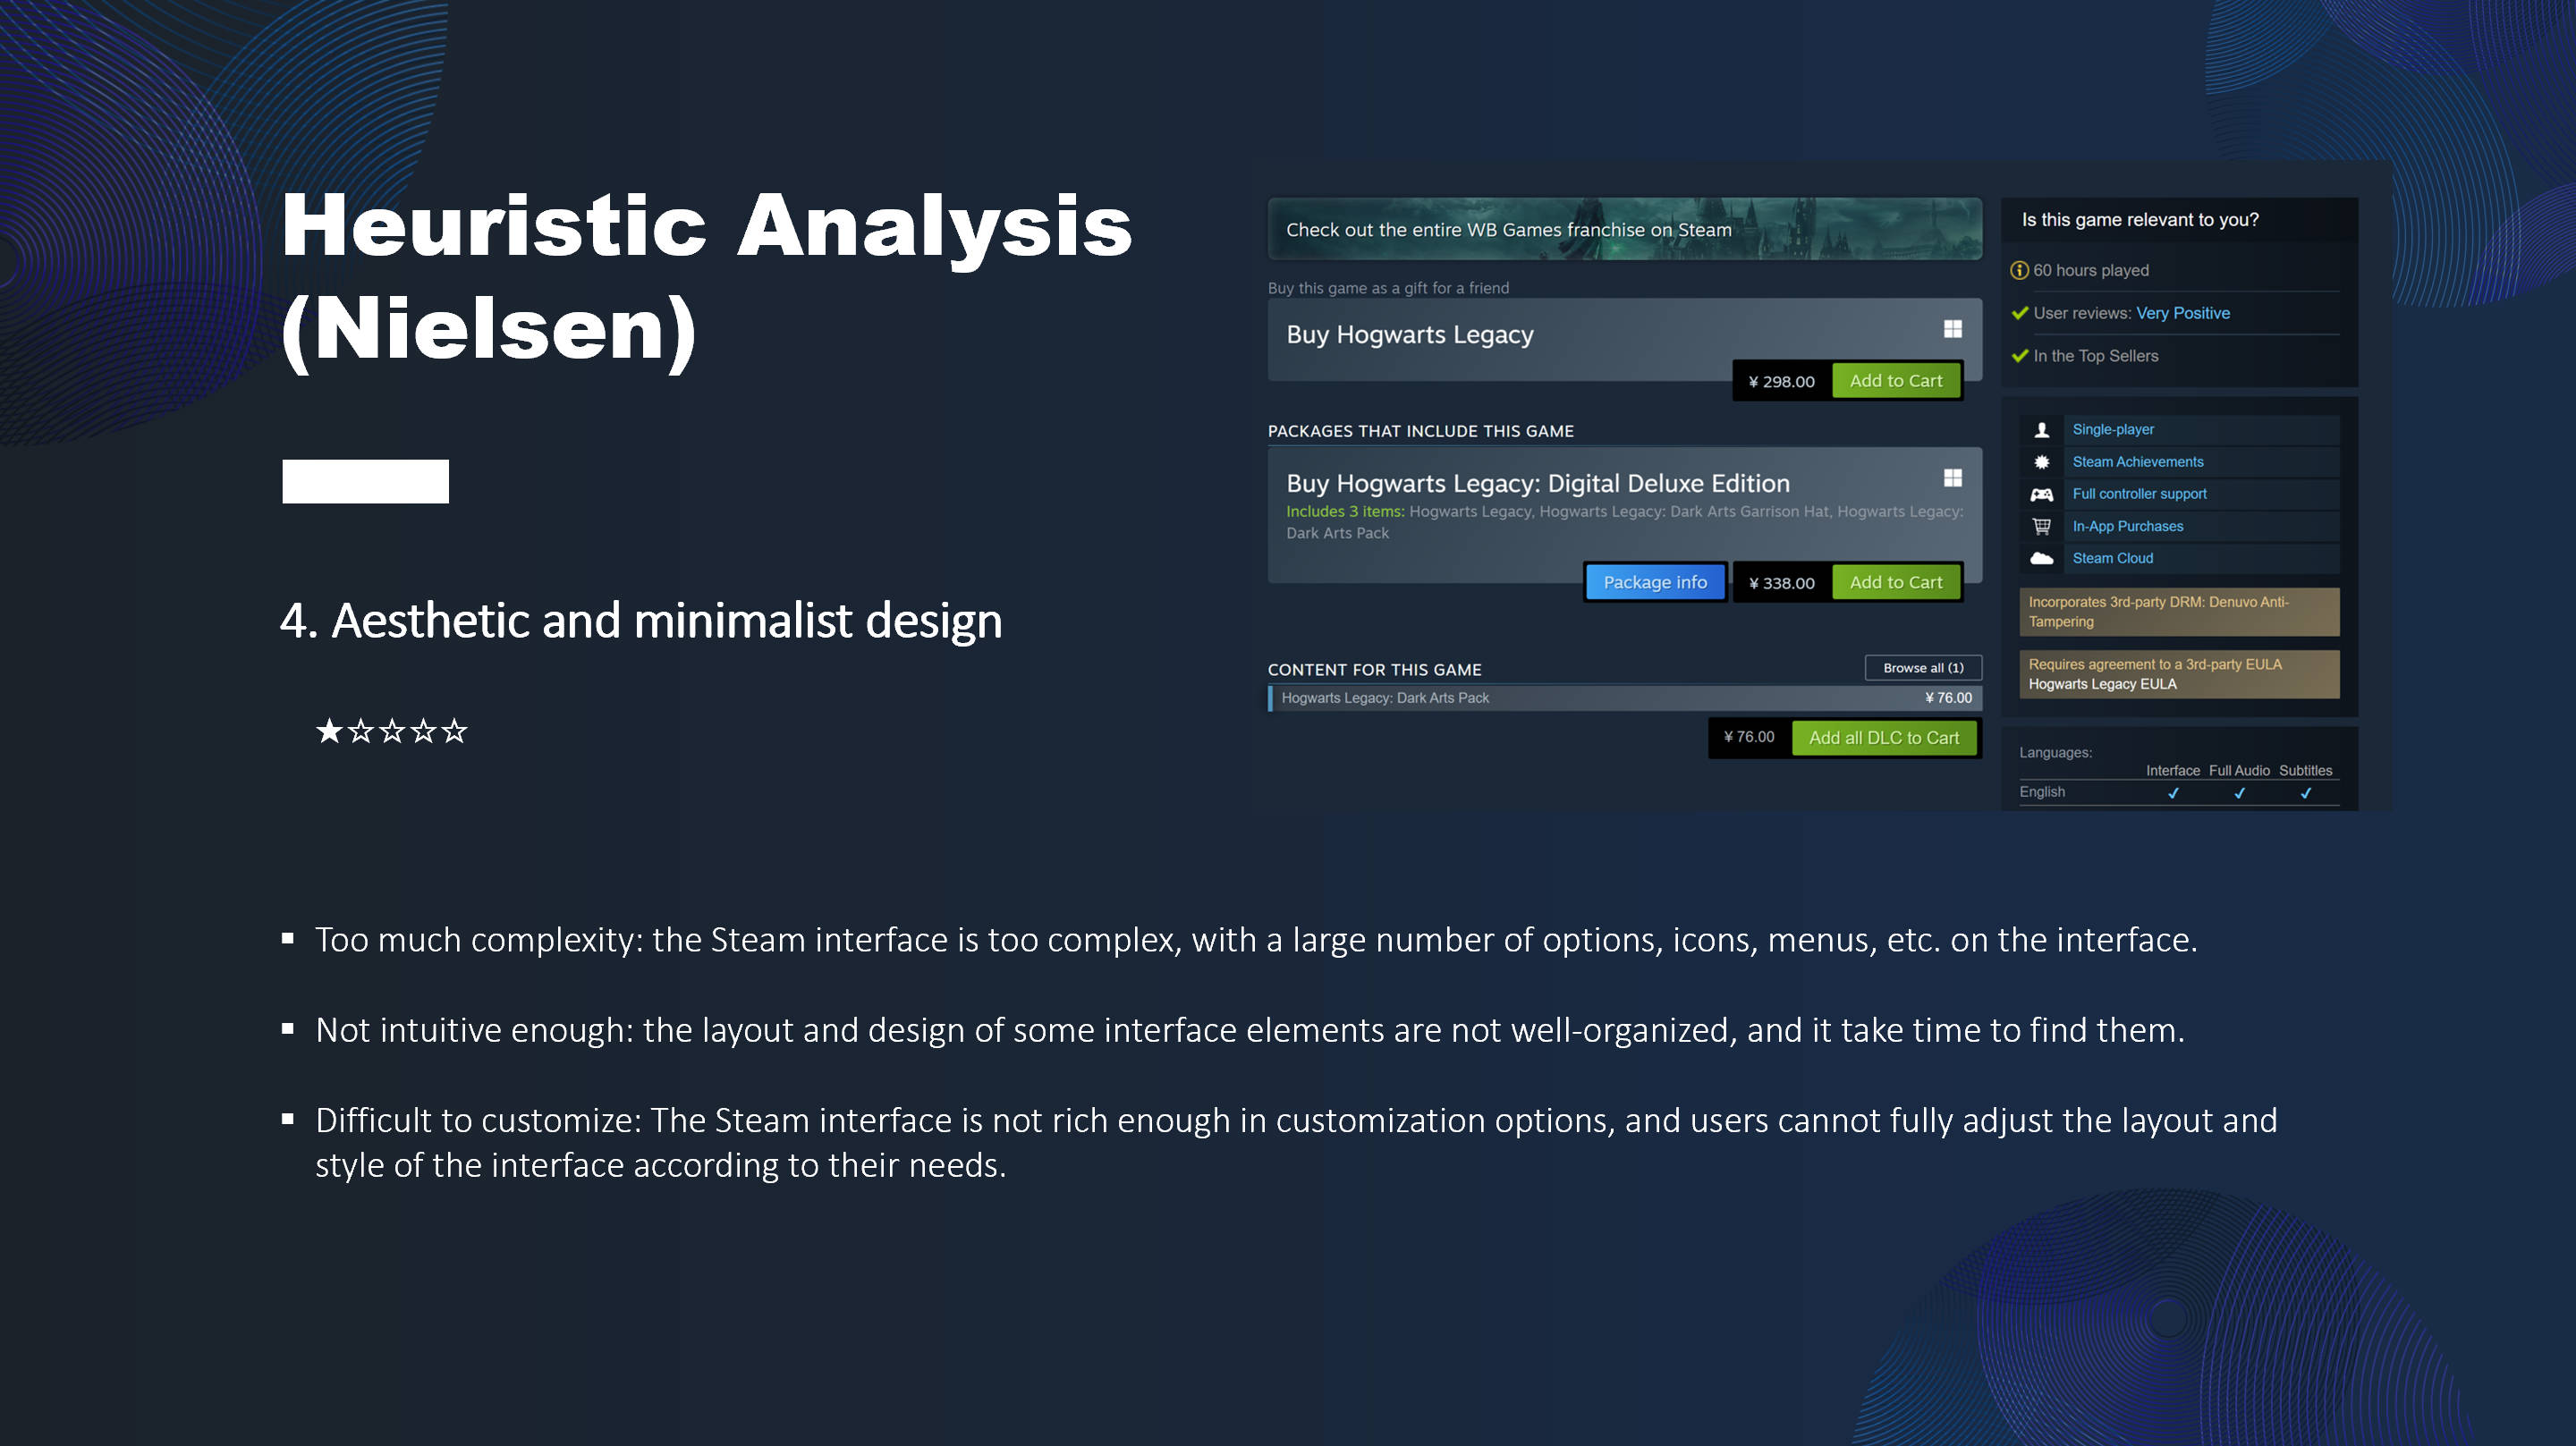 Heuristic Analysis
(Nielsen)
4. Aesthetic and minimalist design
★☆☆☆☆
Check out the entire WB Games franchise on Steam
Buy this game as a gift for a friend
Buy Hogwarts Legacy
¥ 298.00 Add to Cart
PACKAGES THAT INCLUDE THIS GAME
Buy Hogwarts Legacy: Digital Deluxe Edition
Includes 3 items: Hogwarts Legacy, Hogwarts Legacy: Dark Arts Garrison Hat, Hogwarts Legacy:
Dark Arts Pack
Package info ¥ 338.00 Add to Cart
CONTENT FOR THIS GAME Browse all (1)
Hogwarts Legacy: Dark Arts Pack ¥ 76.00
¥ 76.00 Add all DLC to Cart
Is this game relevant to you?
60 hours played
User reviews: Very Positive
In the Top Sellers
Single-player
Steam Achievements
Full controller support
In-App Purchases
Steam Cloud
Incorporates 3rd-party DRM: Denuvo Anti-
Tampering
Requires agreement to a 3rd-party EULA
Hogwarts Legacy EULA
Languages:
Interface Full Audio Subtitles
English ✓ ✓ ✓
▪ Too much complexity: the Steam interface is too complex, with a large number of options, icons, menus, etc. on the interface.
▪ Not intuitive enough: the layout and design of some interface elements are not well-organized, and it take time to find them.
▪ Difficult to customize: The Steam interface is not rich enough in customization options, and users cannot fully adjust the layout and
style of the interface according to their needs.